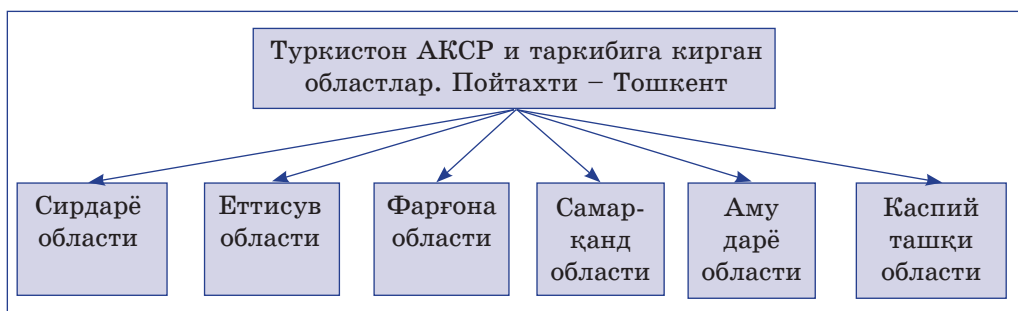 Туркистон АКСР и таркибига кирган
областлар. Пойтахти – Тошкент
Сирдарё
области
Еттисув
области
Фарғона
области
Самар-
қанд
области
Аму
дарё
области
Каспий
ташқи
области